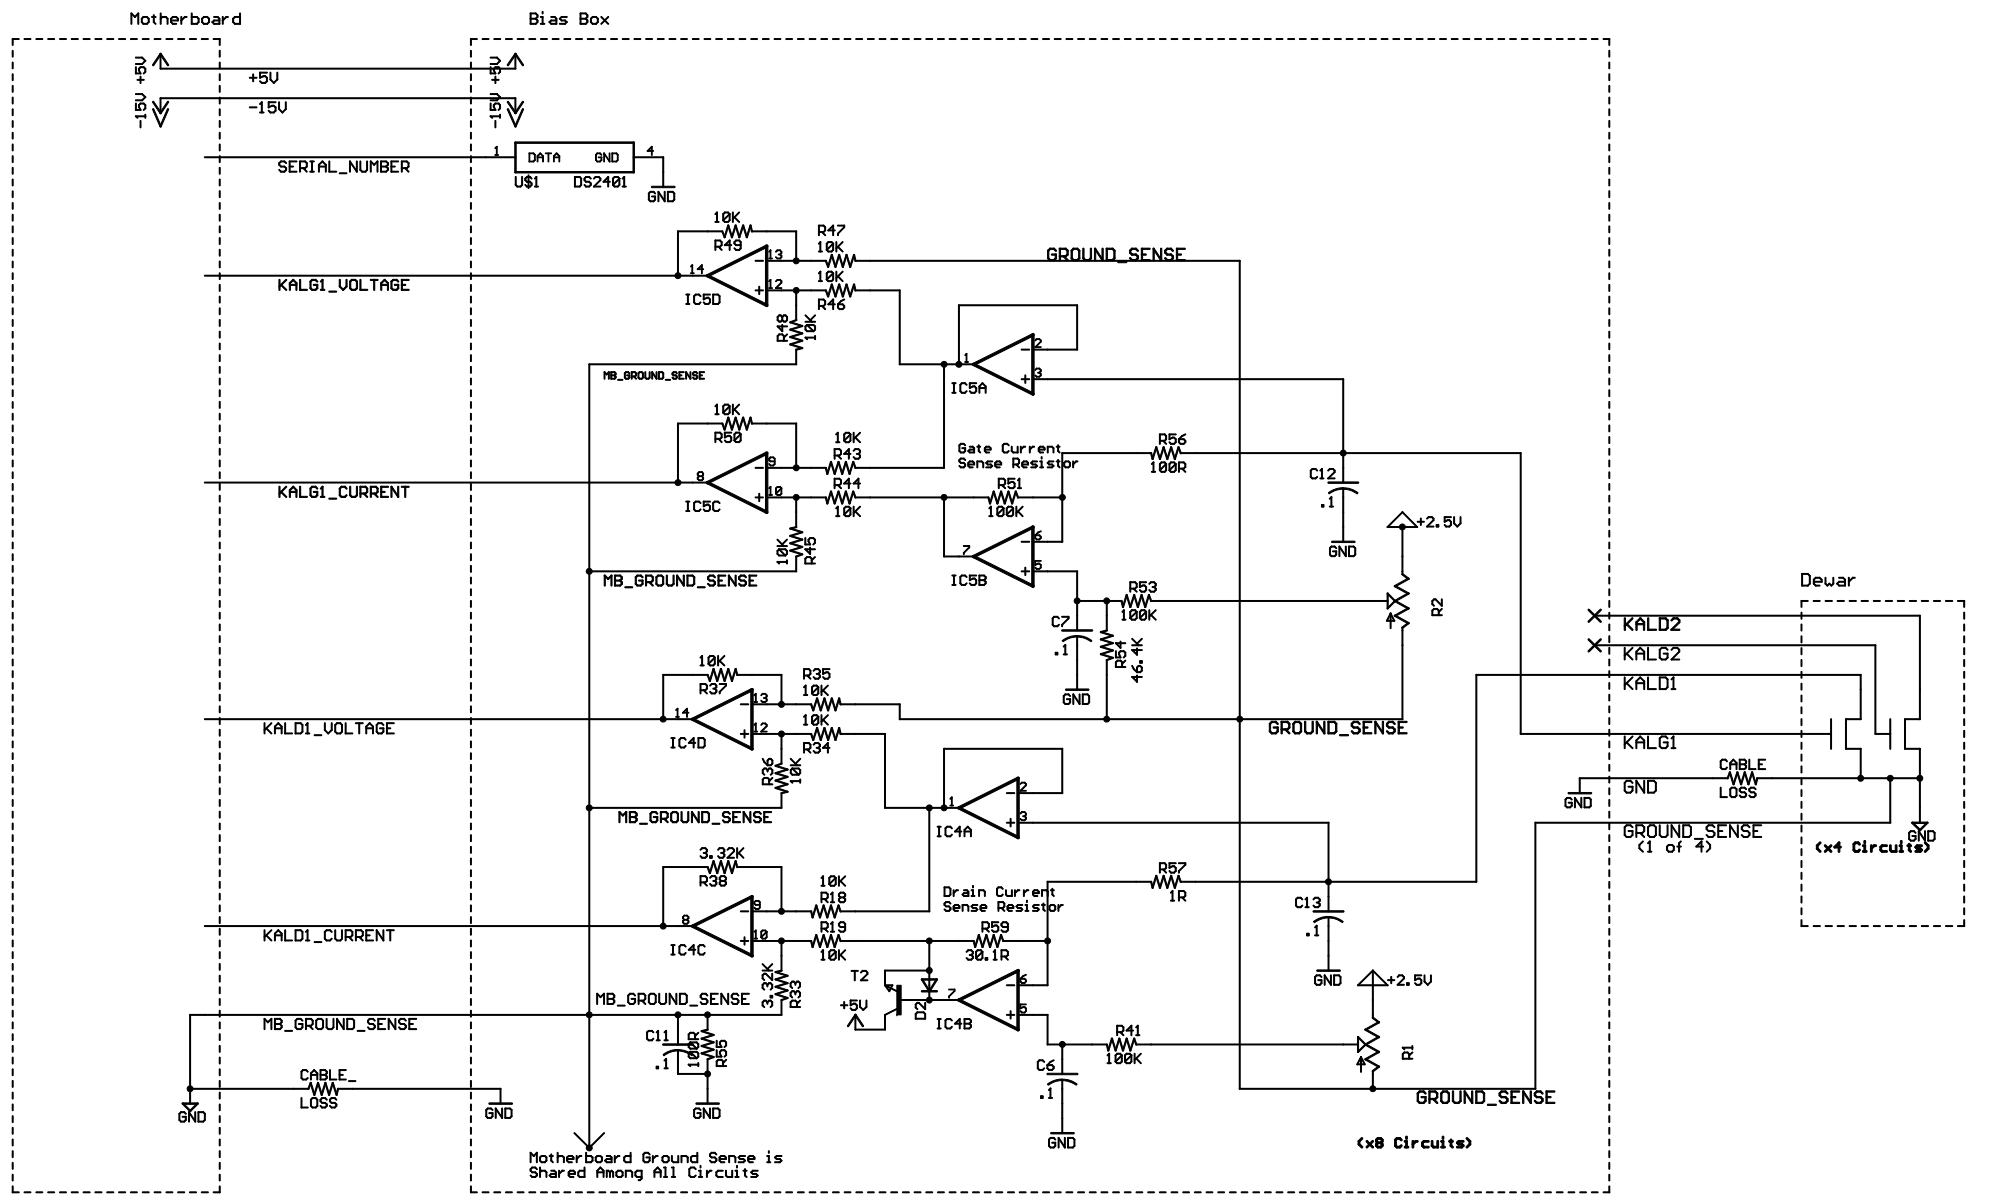 Motherboard
Bias Box
+5V
+5V
+5V
-15V
-15V
-15V
SERIAL_NUMBER
1
DATA GND
4
U$1 DS2401
GND
10K
R49
R47
10K
10K
R46
13
12
14
IC5D
KALG1_VOLTAGE
GROUND_SENSE
R48
10K
MB_GROUND_SENSE
2
3
1
IC5A
10K
R50
10K
R43
R44
10K
9
10
8
IC5C
KALG1_CURRENT
Gate Current
Sense Resistor
R56
100R
R51
100K
C12
.1
GND
10K
R45
MB_GROUND_SENSE
6
5
7
IC5B
+2.5V
R53
100K
R2
C7
.1
GND
R54
46.4K
Dewar
KALD2
KALG2
KALD1
KALG1
GND
CABLE
LOSS
GND
GROUND_SENSE
(1 of 4)
GND
(x4 Circuits)
10K
R37
R35
10K
10K
R34
13
12
14
IC4D
KALD1_VOLTAGE
GROUND_SENSE
R36
10K
MB_GROUND_SENSE
2
3
1
IC4A
3.32K
R38
10K
R18
R19
10K
9
10
8
IC4C
KALD1_CURRENT
Drain Current
Sense Resistor
R57
1R
R59
30.1R
C13
.1
GND
3.32K
R33
MB_GROUND_SENSE
MB_GROUND_SENSE
T2
+5V
D2
6
5
7
IC4B
+2.5V
R41
100K
R1
C6
.1
GND
C11
.1
100R
R55
GND
CABLE_
LOSS
GND
GND
GROUND_SENSE
(x8 Circuits)
Motherboard Ground Sense is
Shared Among All Circuits